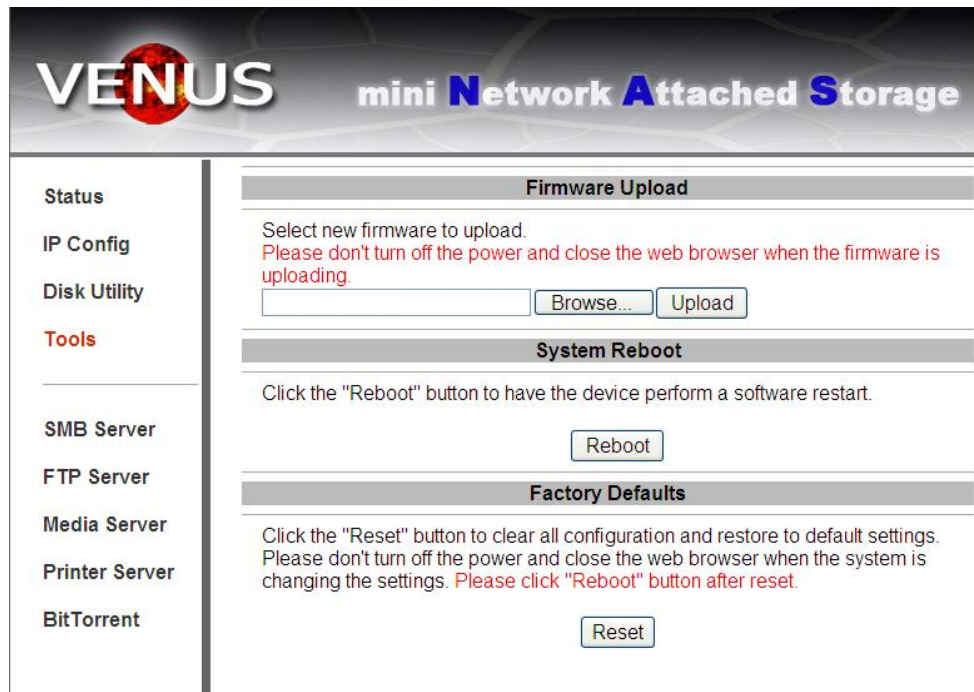 VENUS
mini Network Attached Storage
Status
IP Config
Disk Utility
Tools
SMB Server
FTP Server
Media Server
Printer Server
BitTorrent
Firmware Upload
Select new firmware to upload.
Please don't turn off the power and close the web browser when the firmware is
uploading.
Browse... Upload
System Reboot
Click the "Reboot" button to have the device perform a software restart.
Reboot
Factory Defaults
Click the "Reset" button to clear all configuration and restore to default settings.
Please don't turn off the power and close the web browser when the system is
changing the settings. Please click "Reboot" button after reset.
Reset